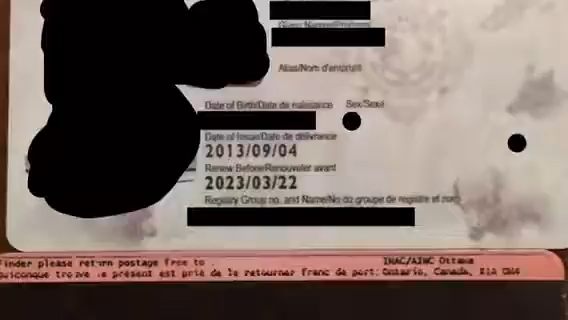 Given Name/Prénoms
Alias/Nom d'emprunt
Date of Birth/Date de naissance Sex/Sexe
Date of Issue/Date de délivrance
2013/09/04
Renew Before/Renouveler avant
2023/03/22
Registry Group no. and Name/No du groupe de registre et nom
Finder please return postage free to . INAC/AINC Ottawa
Quiconque trouve le présent est prié de le retourner franc de port: Ontario, Canada, K1A 0H4